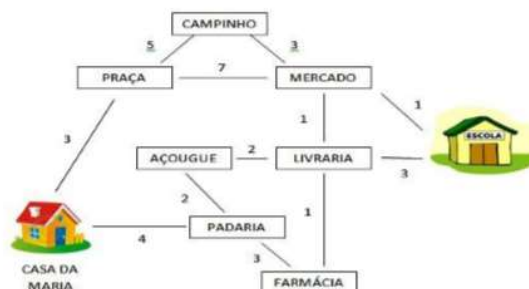 CAMPINHO
5
3
PRAÇA
7
MERCADO
3
1
1
ESCOLA
AÇOUGUE
2
LIVRARIA
3
2
1
4
PADARIA
3
CASA DA
MARIA
FARMÁCIA